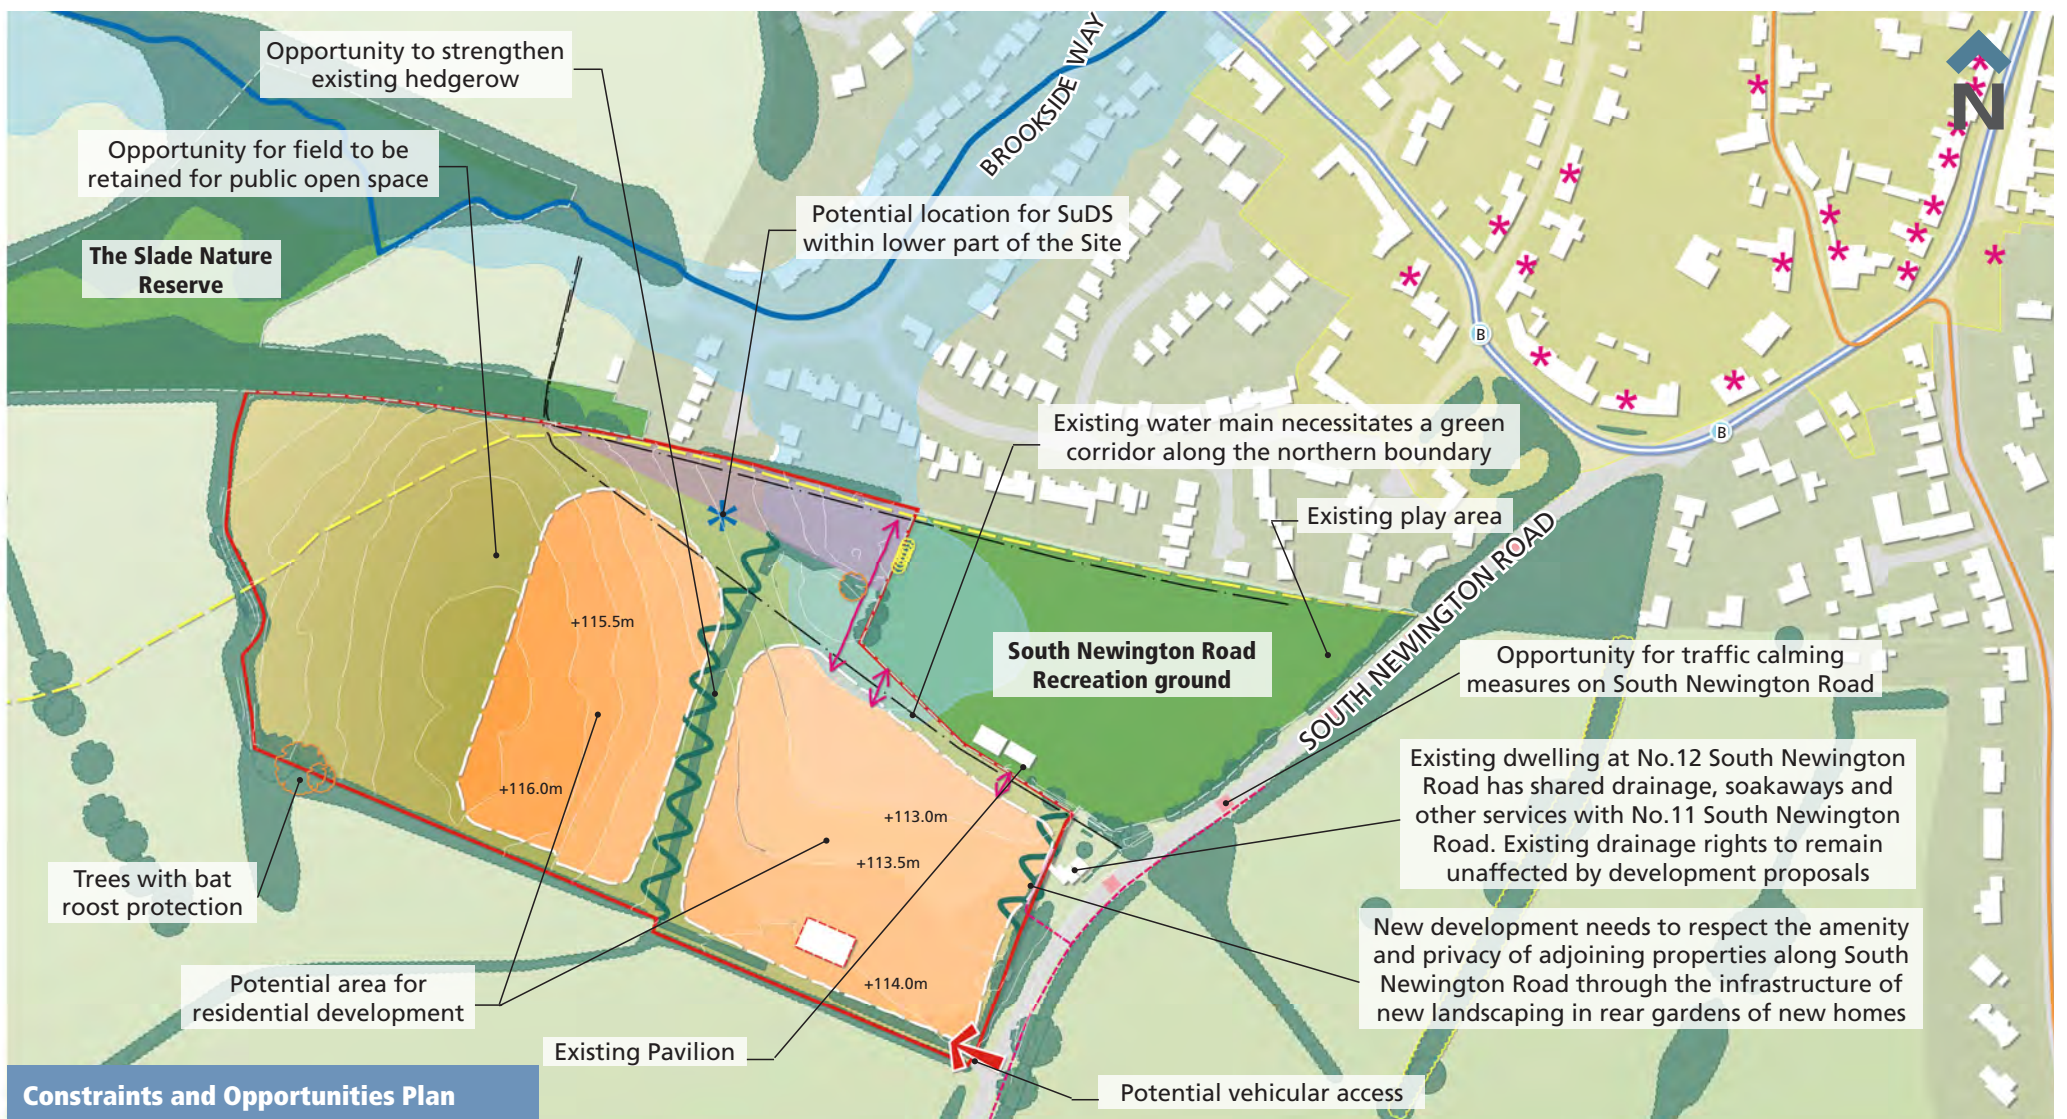 Opportunity to strengthen
existing hedgerow
BROOKSIDE WAY
N
Opportunity for field to be
retained for public open space
Potential location for SuDS
within lower part of the Site
The Slade Nature
Reserve
B
B
Existing water main necessitates a green
corridor along the northern boundary
Existing play area
SOUTH NEWINGTON ROAD
+115.5m
South Newington Road
Recreation ground
Opportunity for traffic calming
measures on South Newington Road
+116.0m
+113.0m
+113.5m
Existing dwelling at No.12 South Newington
Road has shared drainage, soakaways and
other services with No.11 South Newington
Road. Existing drainage rights to remain
unaffected by development proposals
Trees with bat
roost protection
New development needs to respect the amenity
and privacy of adjoining properties along South
Newington Road through the infrastructure of
new landscaping in rear gardens of new homes
+114.0m
Potential area for
residential development
Existing Pavilion
Potential vehicular access
Constraints and Opportunities Plan